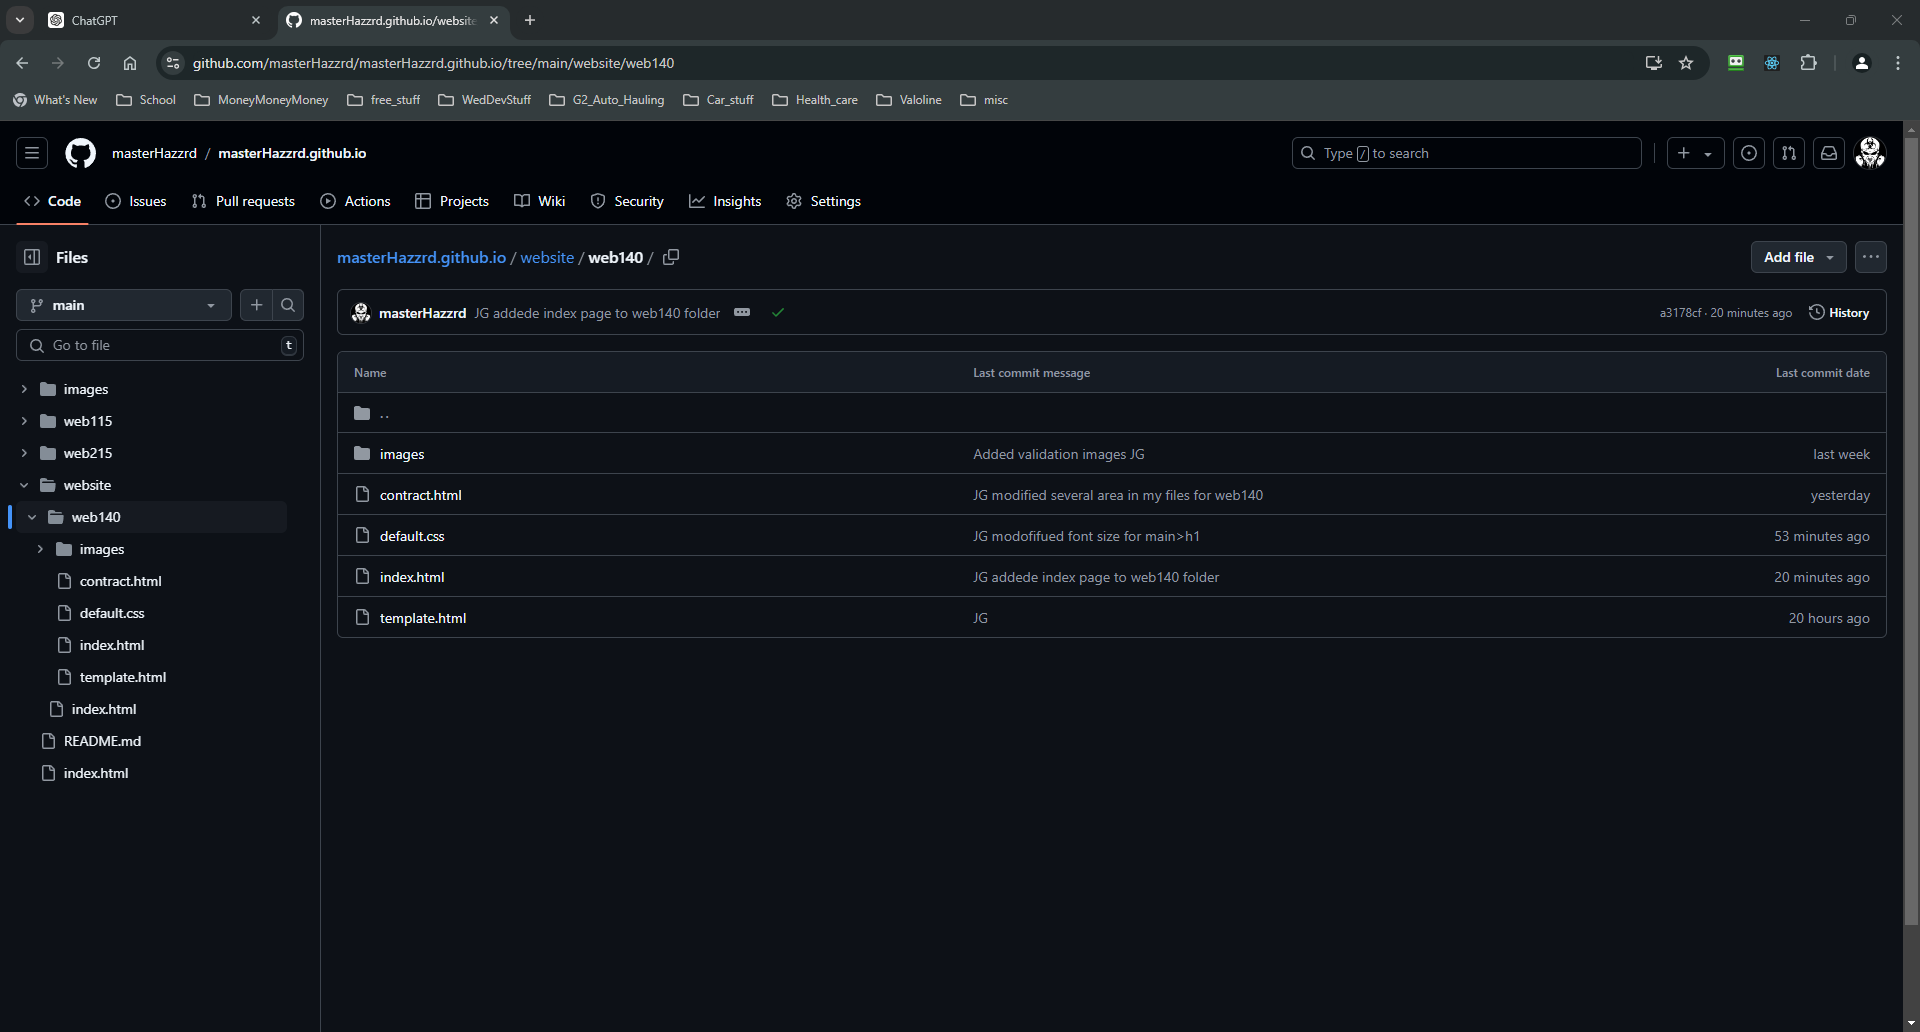 ChatGPT
masterHazzrd.github.io/website
github.com/masterHazzrd/masterHazzrd.github.io/tree/main/website/web140
What's New School MoneyMoneyMoney free_stuff WedDevStuff G2_Auto_Hauling Car_stuff Health_care Valoline misc
masterHazzrd / masterHazzrd.github.io
Type / to search
Code Issues Pull requests Actions Projects Wiki Security Insights Settings
Files
main
Go to file t
images
web115
web215
website
web140
images
contract.html
default.css
index.html
template.html
index.html
README.md
index.html
masterHazzrd.github.io / website / web140 /
Add file
masterHazzrd JG addede index page to web140 folder
a3178cf · 20 minutes ago History
Name Last commit message Last commit date
..
images Added validation images JG last week
contract.html JG modified several area in my files for web140 yesterday
default.css JG modofifued font size for main>h1 53 minutes ago
index.html JG addede index page to web140 folder 20 minutes ago
template.html JG 20 hours ago